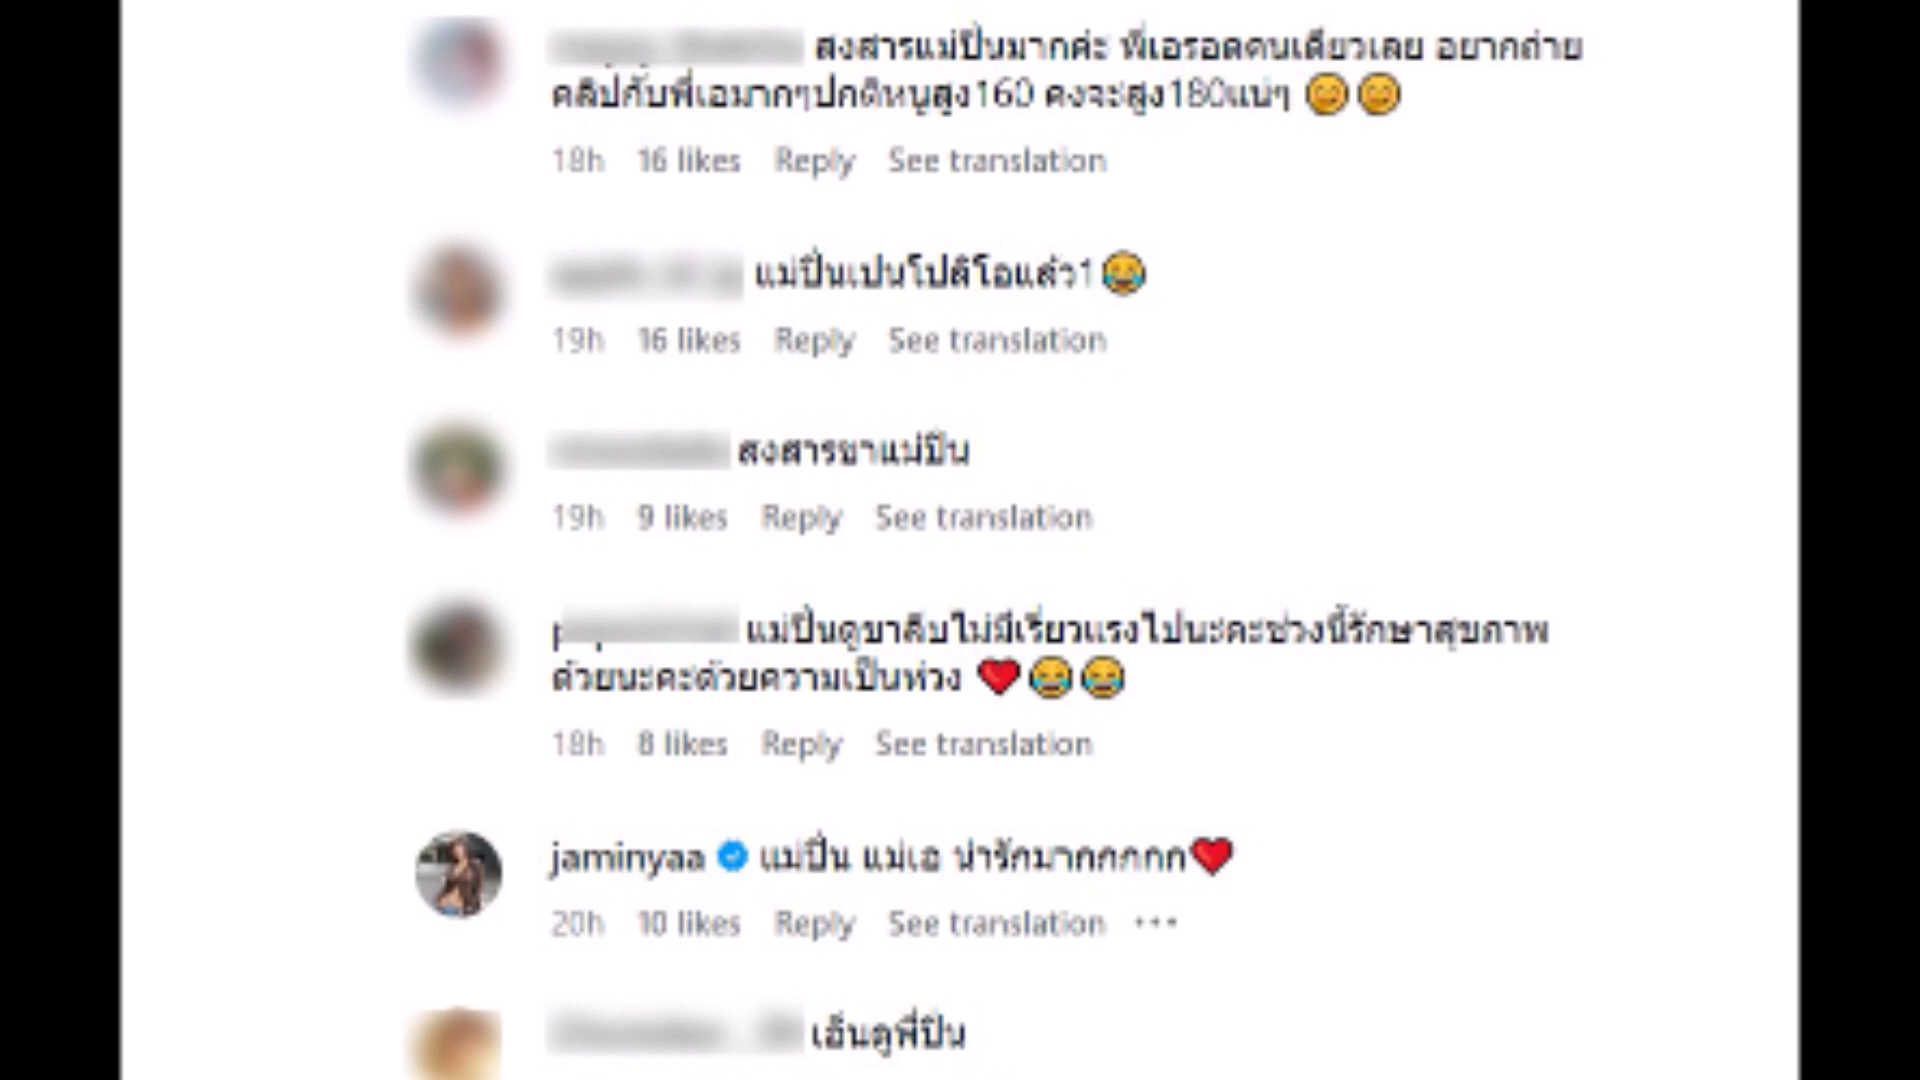 สงสารแม่ปิ่นมากค่ะ พี่เอรอดคนเดียวเลย อยากถ่าย
คลิปกับพี่เอมากๆปกติหนูสูง160 คงจะสูง180แน่ๆ 😊😊
18h 16 likes Reply See translation
แม่ปิ่นเปนโปลิโอแล้ว1😂
19h 16 likes Reply See translation
สงสารขาแม่ปิ่น
19h 9 likes Reply See translation
แม่ปิ่นดูขาลีบไม่มีเรี่ยวแรงไปนะคะช่วงนี้รักษาสุขภาพ
ด้วยนะคะด้วยความเป็นห่วง ❤️😂😂
18h 8 likes Reply See translation
jaminyaa แม่ปิ่น แม่เอ น่ารักมากกกกก❤️
20h 10 likes Reply See translation ...
เอ็นดูพี่ปิ่น